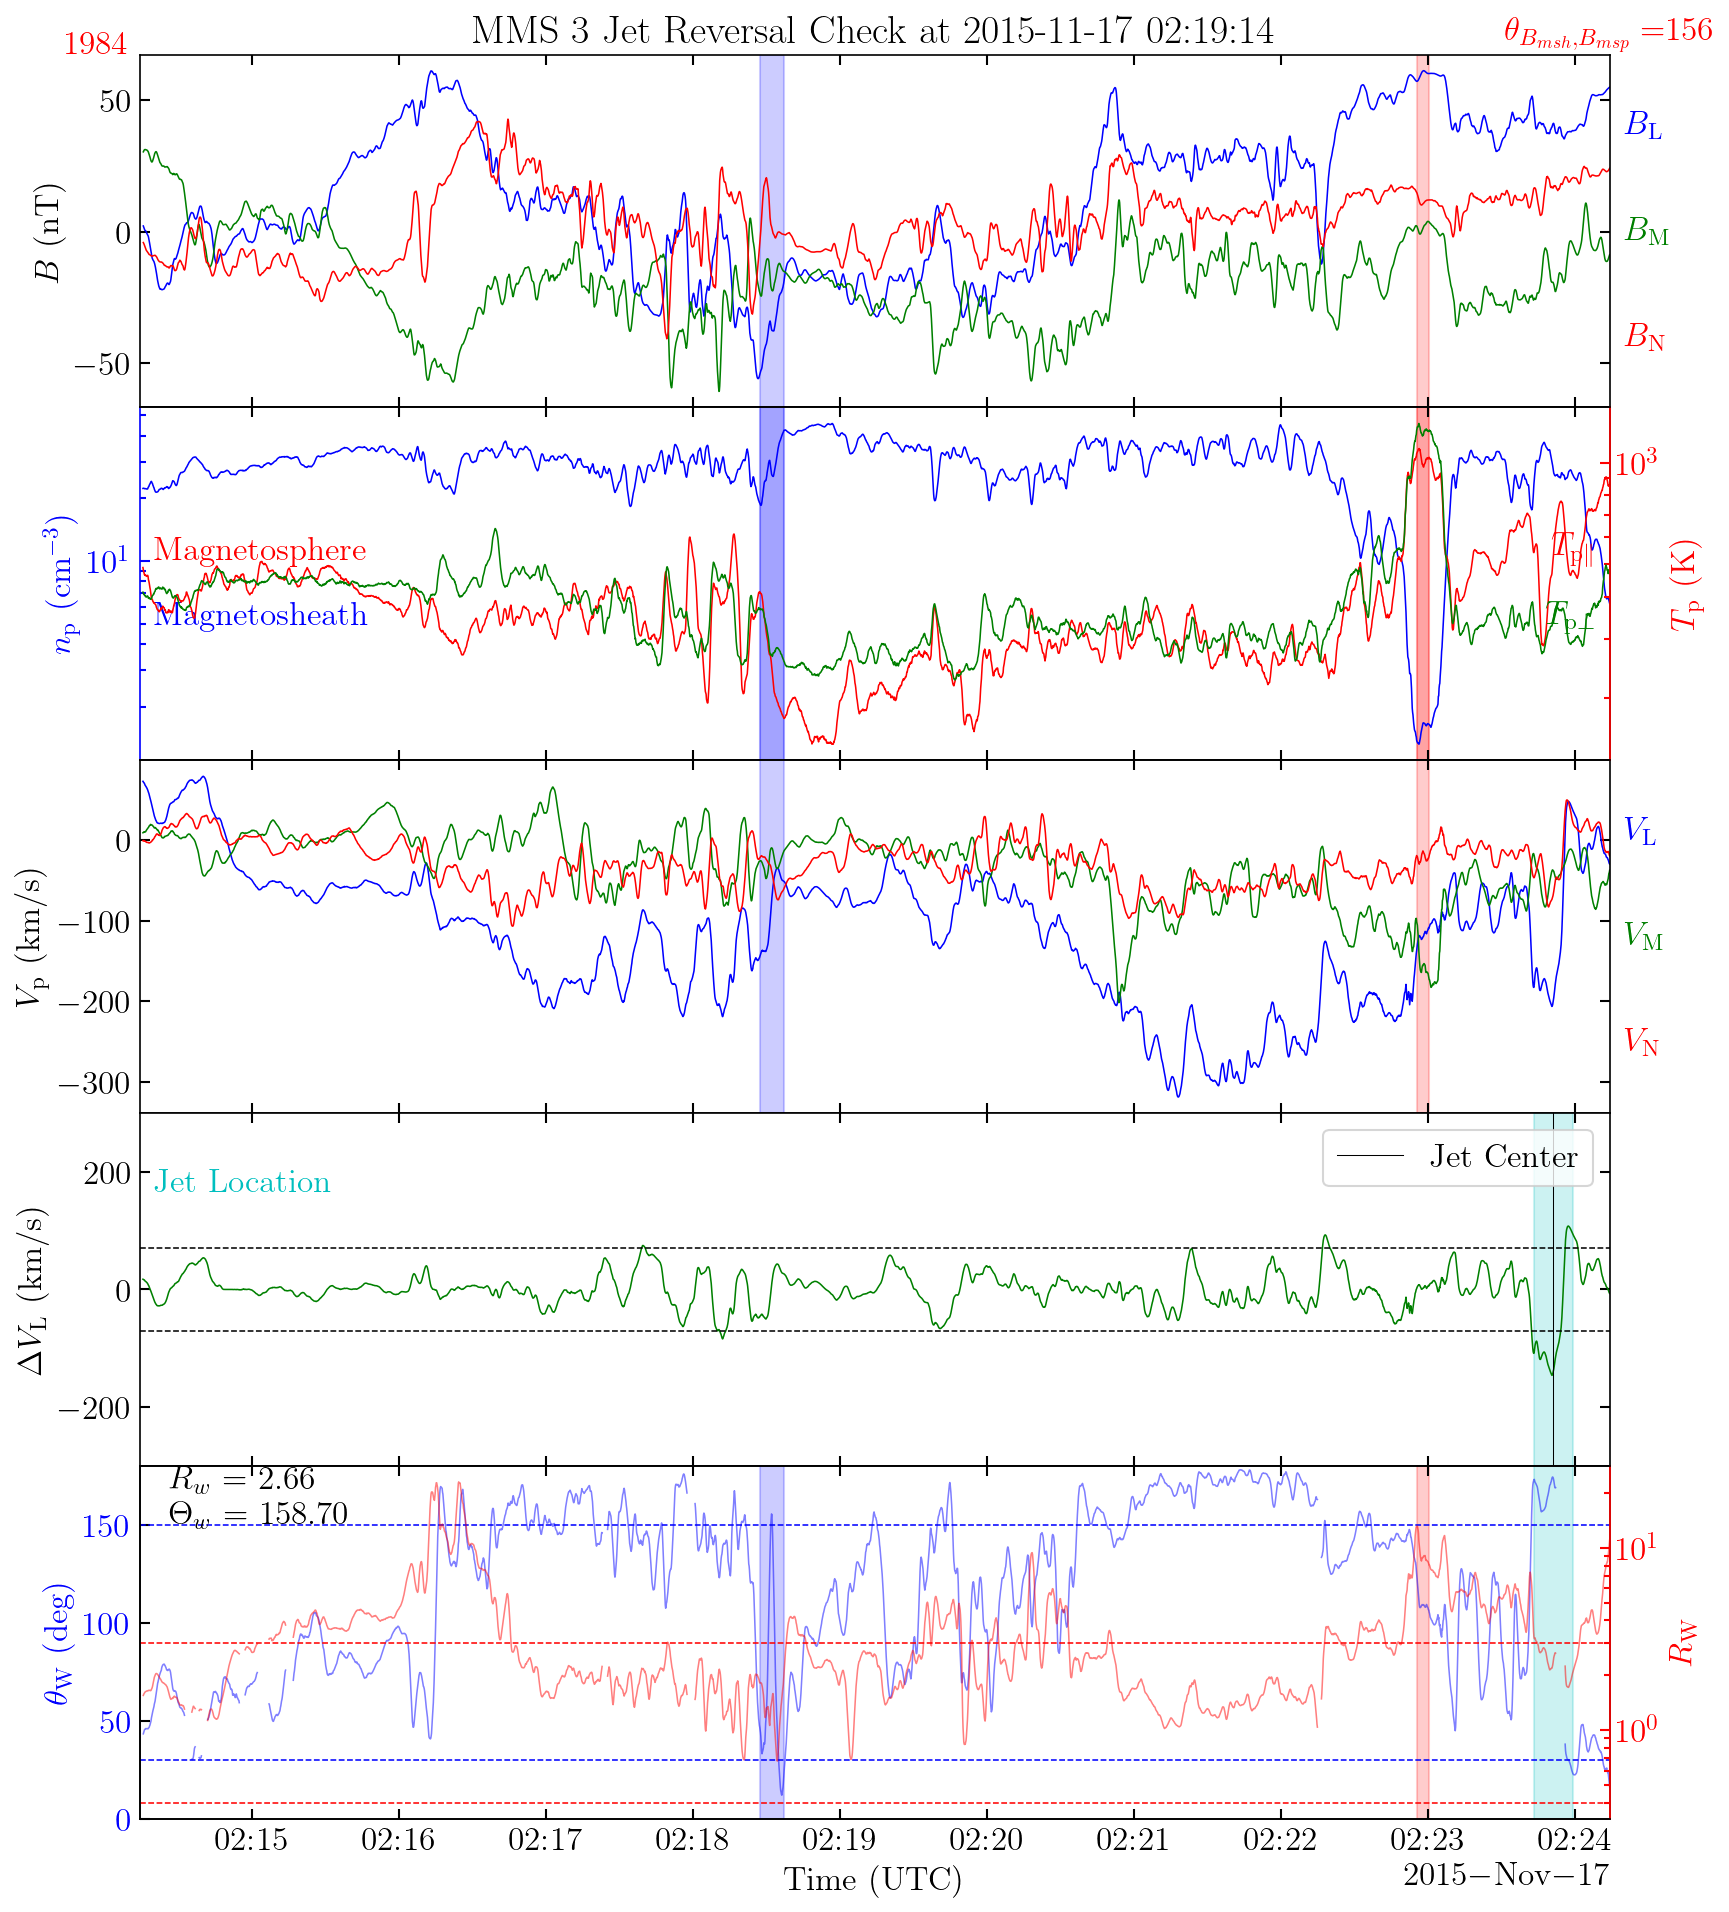 MMS 3 Jet Reversal Check at 2015-11-17 02:19:14
1984
θ_{B_{msh},B_{msp}} =156
50
0
−50
B (nT)
B_L
B_M
B_N
10^1
n_p (cm^{−3})
Magnetosphere
Magnetosheath
10^3
T_{p∥}
T_{p⊥}
T_p (K)
0
−100
−200
−300
V_p (km/s)
V_L
V_M
V_N
200
0
−200
ΔV_L (km/s)
Jet Location
Jet Center
R_w = 2.66
Θ_w = 158.70
150
100
50
0
θ_W (deg)
10^1
10^0
R_W
02:15 02:16 02:17 02:18 02:19 02:20 02:21 02:22 02:23 02:24
2015−Nov−17
Time (UTC)